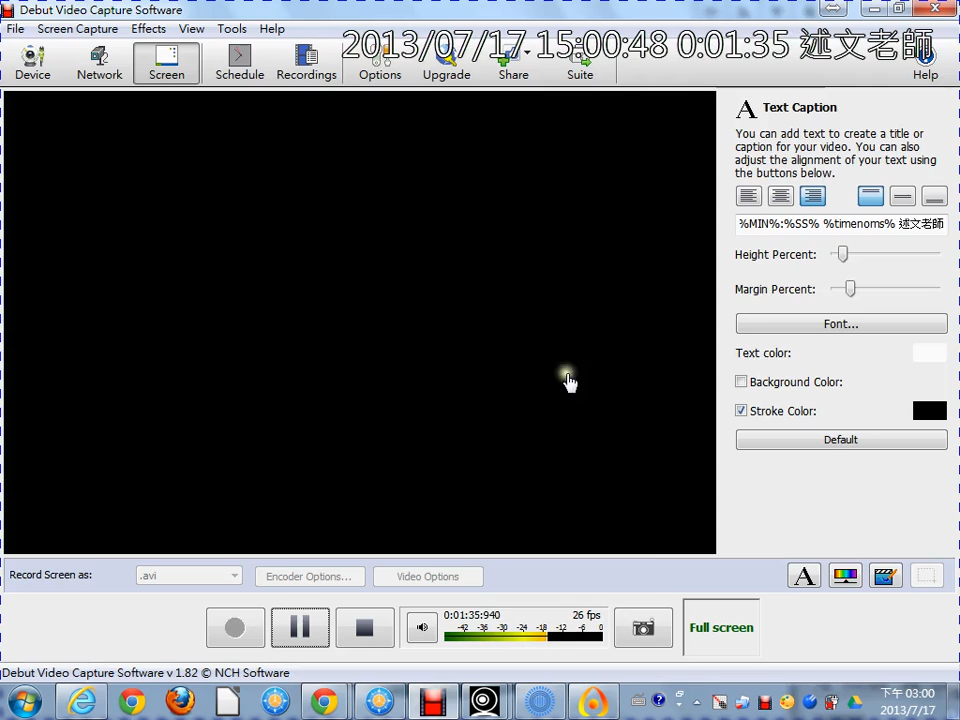 Debut Video Capture Software
File Screen Capture Effects View Tools Help
2013/07/17 15:00:48 0:01:35 述文老師
Device Network Screen Schedule Recordings Options Upgrade Share Suite Help
A Text Caption
You can add text to create a title or
caption for your video. You can also
adjust the alignment of your text using
the buttons below.
%MIN%:%SS% %timenoms% 述文老師
Height Percent:
Margin Percent:
Font...
Text color:
Background Color:
Stroke Color:
Default
Record Screen as: .avi Encoder Options... Video Options A
0:01:35:940 26 fps
-42 -36 -30 -24 -18 -12 -6 0
Full screen
Debut Video Capture Software v 1.82 © NCH Software
下午 03:00
2013/7/17